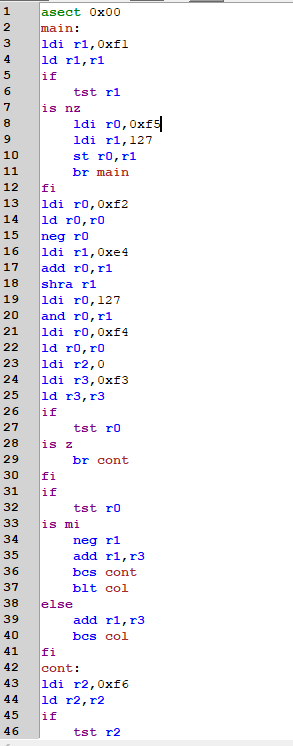 1 asect 0x00
2 main:
3 ldi r1,0xf1
4 ld r1,r1
5 if
6 tst r1
7 is nz
8 ldi r0,0xf5
9 ldi r1,127
10 st r0,r1
11 br main
12 fi
13 ldi r0,0xf2
14 ld r0,r0
15 neg r0
16 ldi r1,0xe4
17 add r0,r1
18 shra r1
19 ldi r0,127
20 and r0,r1
21 ldi r0,0xf4
22 ld r0,r0
23 ldi r2,0
24 ldi r3,0xf3
25 ld r3,r3
26 if
27 tst r0
28 is z
29 br cont
30 fi
31 if
32 tst r0
33 is mi
34 neg r1
35 add r1,r3
36 bcs cont
37 blt col
38 else
39 add r1,r3
40 bcs col
41 fi
42 cont:
43 ldi r2,0xf6
44 ld r2,r2
45 if
46 tst r2